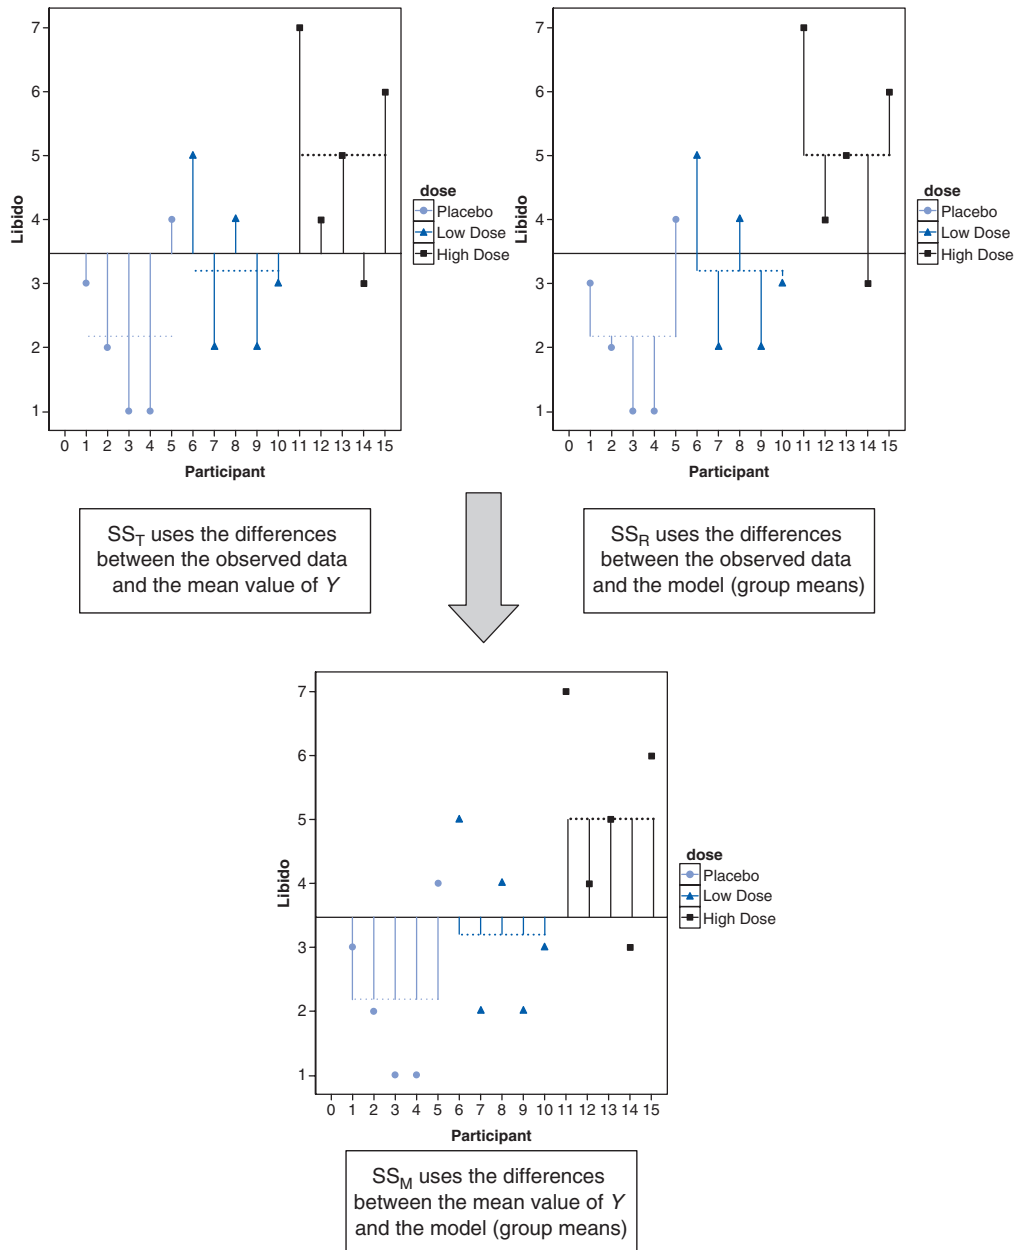 7
6
5
4
3
2
1
Libido
0 1 2 3 4 5 6 7 8 9 10 11 12 13 14 15
Participant
dose
Placebo
Low Dose
High Dose
7
6
5
4
3
2
1
Libido
0 1 2 3 4 5 6 7 8 9 10 11 12 13 14 15
Participant
dose
Placebo
Low Dose
High Dose
SST uses the differences
between the observed data
and the mean value of Y
SSR uses the differences
between the observed data
and the model (group means)
7
6
5
4
3
2
1
Libido
0 1 2 3 4 5 6 7 8 9 10 11 12 13 14 15
Participant
dose
Placebo
Low Dose
High Dose
SSM uses the differences
between the mean value of Y
and the model (group means)